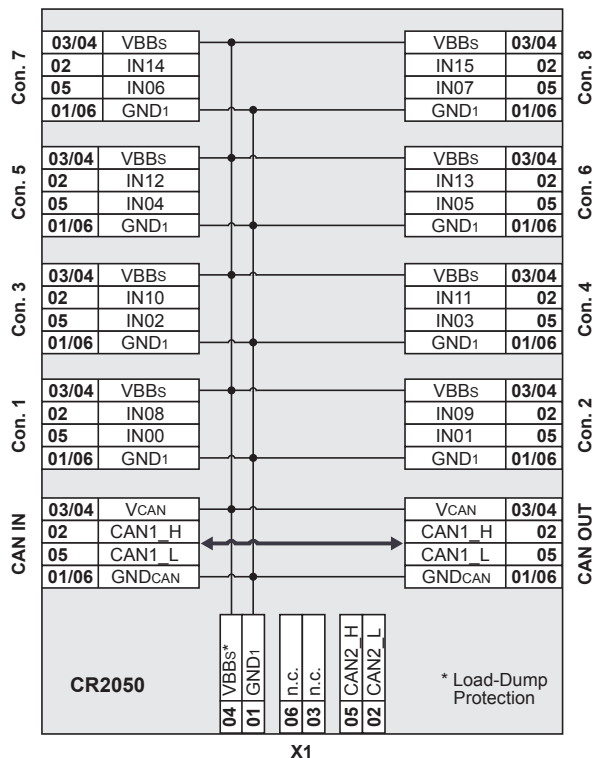 Con. 7
03/04 VBBS
02 IN14
05 IN06
01/06 GND1
VBBS 03/04
IN15 02
IN07 05
GND1 01/06
Con. 8
Con. 5
03/04 VBBS
02 IN12
05 IN04
01/06 GND1
VBBS 03/04
IN13 02
IN05 05
GND1 01/06
Con. 6
Con. 3
03/04 VBBS
02 IN10
05 IN02
01/06 GND1
VBBS 03/04
IN11 02
IN03 05
GND1 01/06
Con. 4
Con. 1
03/04 VBBS
02 IN08
05 IN00
01/06 GND1
VBBS 03/04
IN09 02
IN01 05
GND1 01/06
Con. 2
CAN IN
03/04 VCAN
02 CAN1_H
05 CAN1_L
01/06 GNDCAN
VCAN 03/04
CAN1_H 02
CAN1_L 05
GNDCAN 01/06
CAN OUT
CR2050
04 VBBS*
01 GND1
06 n.c.
03 n.c.
05 CAN2_H
02 CAN2_L
* Load-Dump
Protection
X1